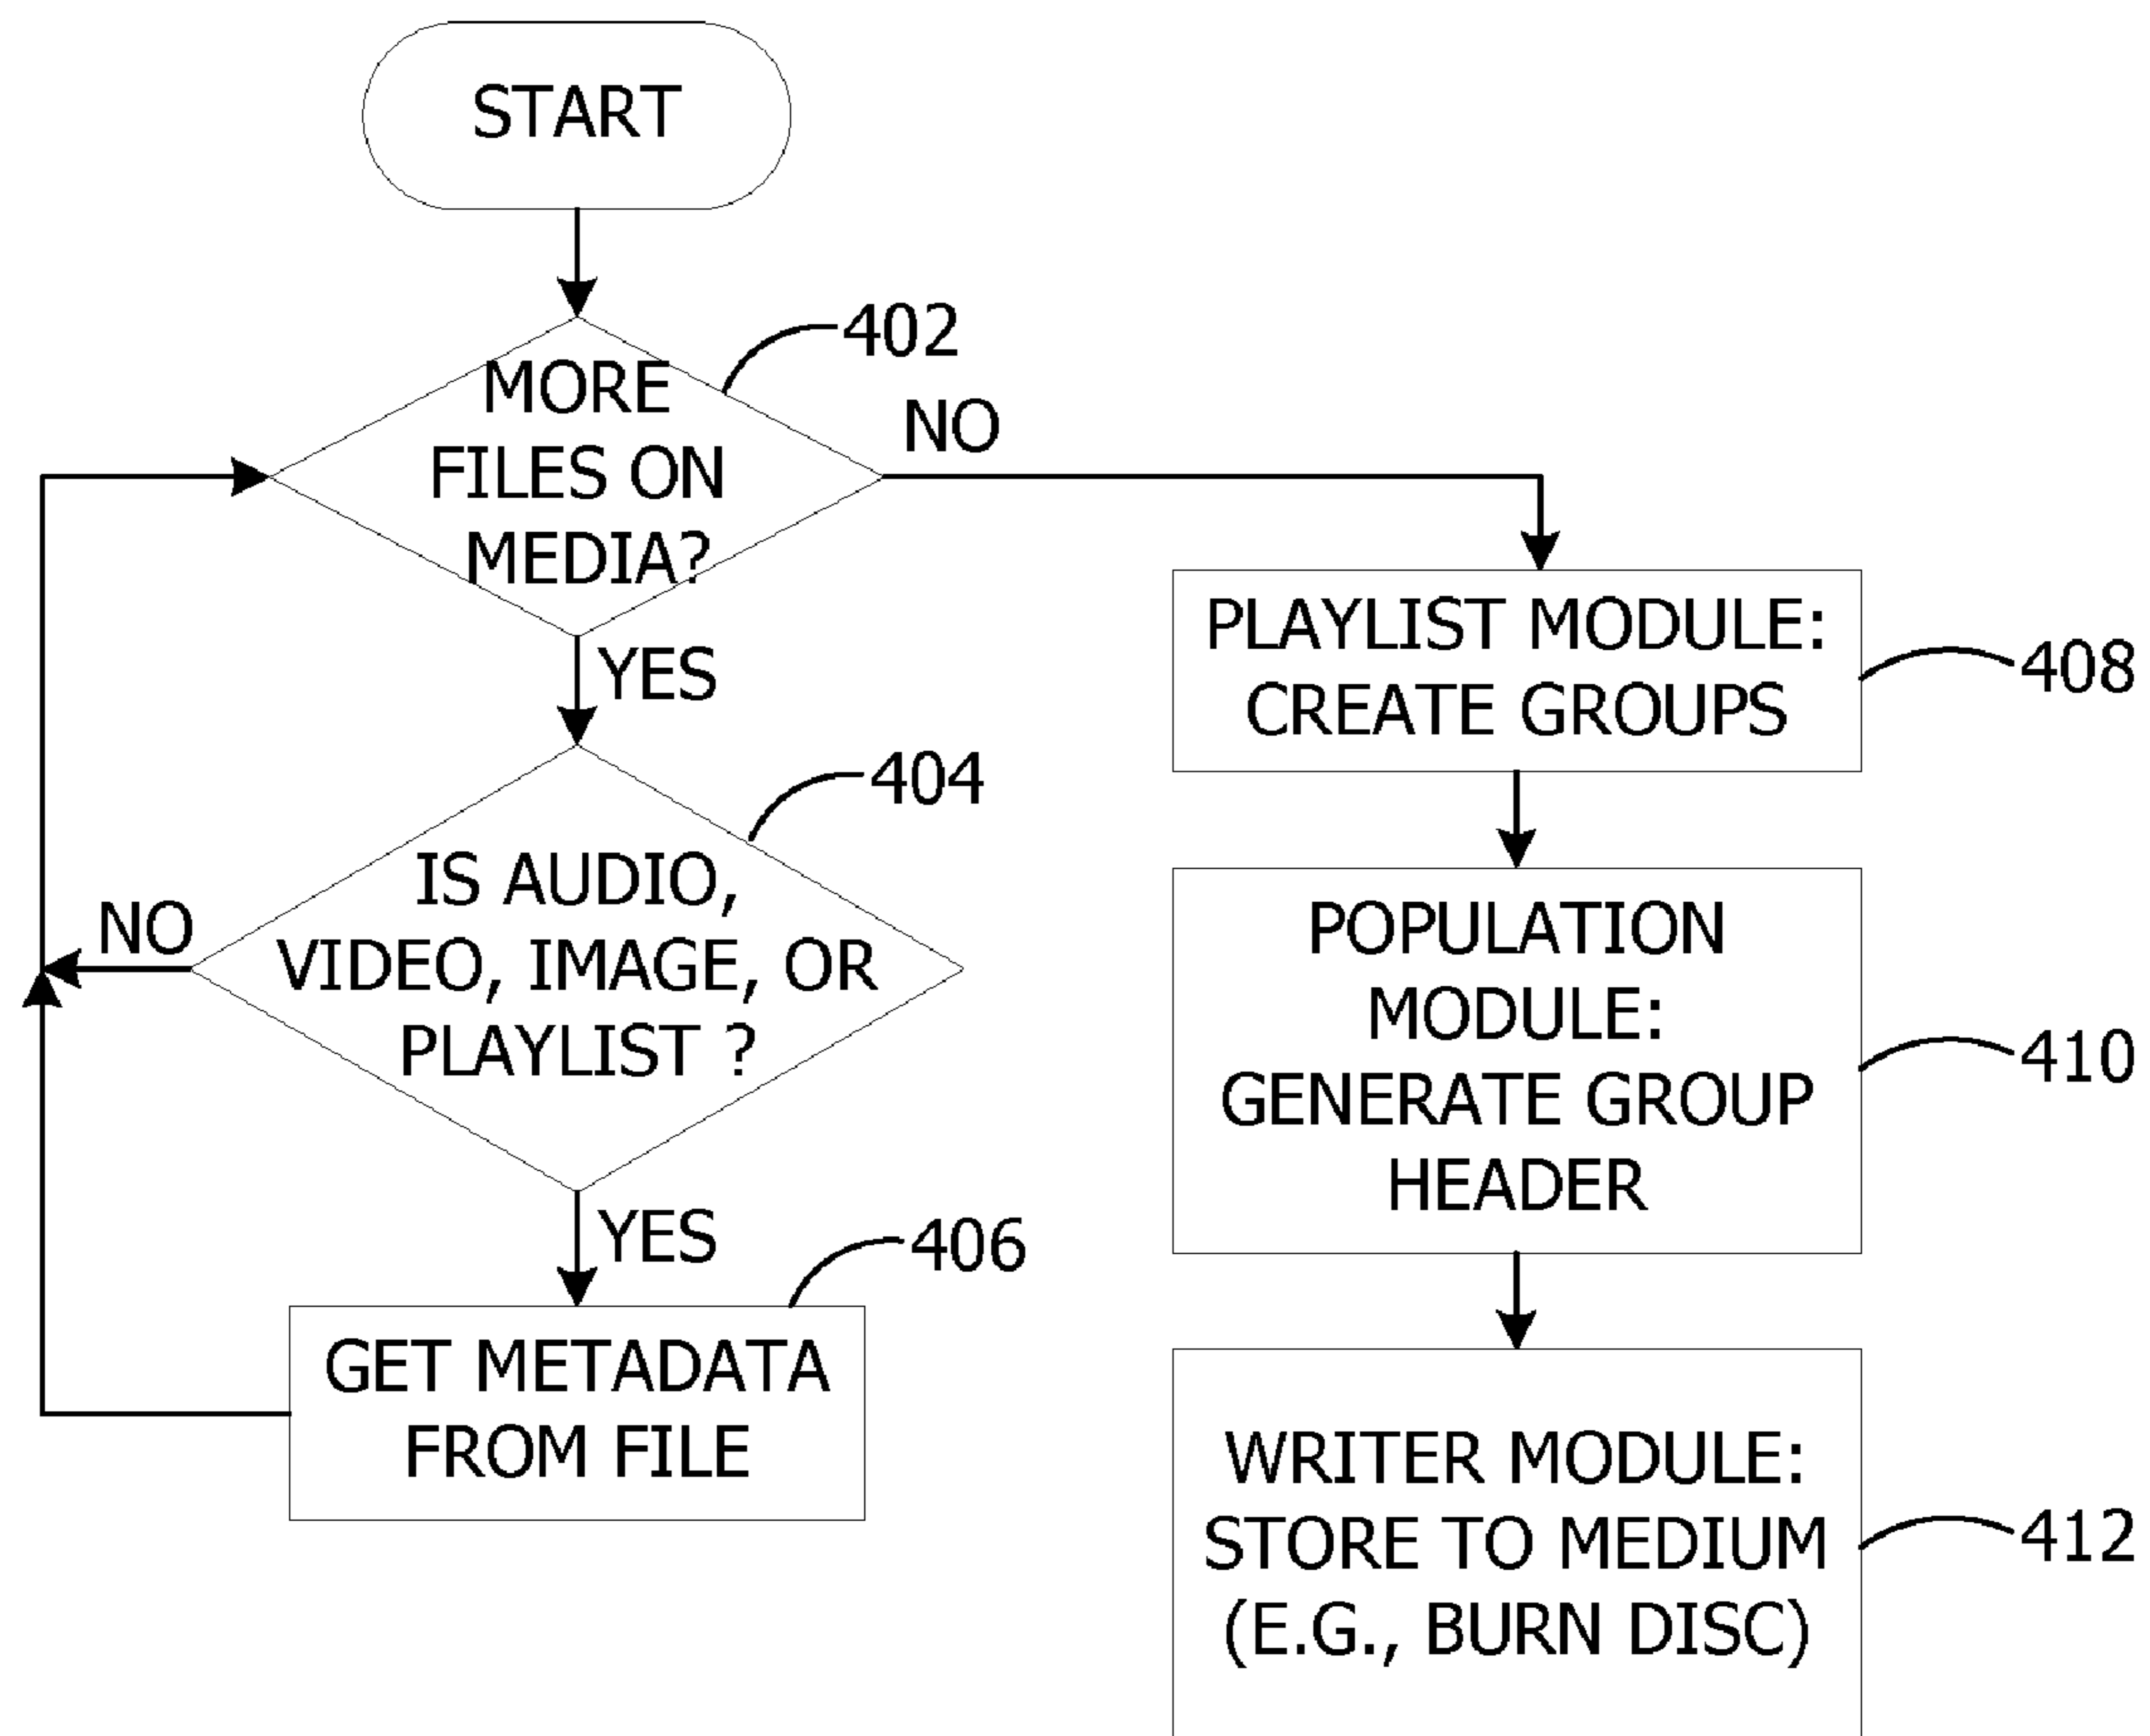 START
402
MORE
FILES ON
MEDIA?
NO
YES
404
IS AUDIO,
VIDEO, IMAGE, OR
PLAYLIST ?
NO
YES
406
GET METADATA
FROM FILE
PLAYLIST MODULE:
CREATE GROUPS
408
POPULATION
MODULE:
GENERATE GROUP
HEADER
410
WRITER MODULE:
STORE TO MEDIUM
(E.G., BURN DISC)
412